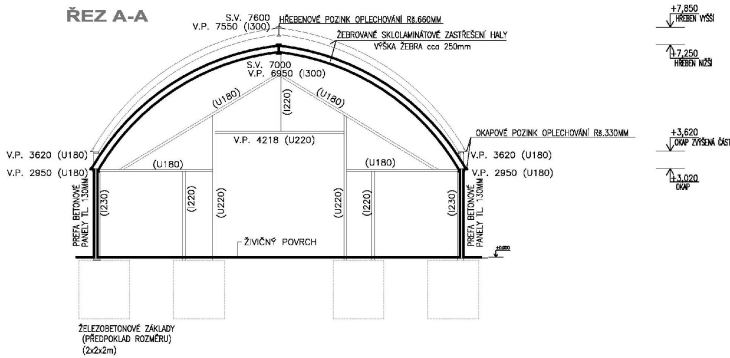 ŘEZ A-A
S.V. 7600
V.P. 7550 (I300)
HŘEBENOVÉ POZINK OPLECHOVÁNÍ Rš.660MM
ŽEBROVANÉ SKLOLAMINÁTOVÉ ZASTŘEŠENÍ HALY
VÝŠKA ŽEBRA cca 250mm
+7,850
HŘEBEN VYŠŠÍ
+7,250
HŘEBEN NIŽŠÍ
S.V. 7000
V.P. 6950 (I300)
(U180)
(I220)
(U180)
V.P. 4218 (U220)
OKAPOVÉ POZINK OPLECHOVÁNÍ Rš.330MM
+3,620
OKAP ZVÝŠENÁ ČÁST
V.P. 3620 (U180)
V.P. 3620 (U180)
V.P. 2950 (U180)
(U180)
(U180)
V.P. 2950 (U180)
+3,020
OKAP
PREFA BETONOVÉ
PANELY TL. 130MM
(I230)
(I220)
(U220)
(U220)
(I220)
(I230)
PREFA BETONOVÉ
PANELY TL. 130MM
ŽIVIČNÝ POVRCH
ŽELEZOBETONOVÉ ZÁKLADY
(PŘEDPOKLAD ROZMĚRU)
(2x2x2m)